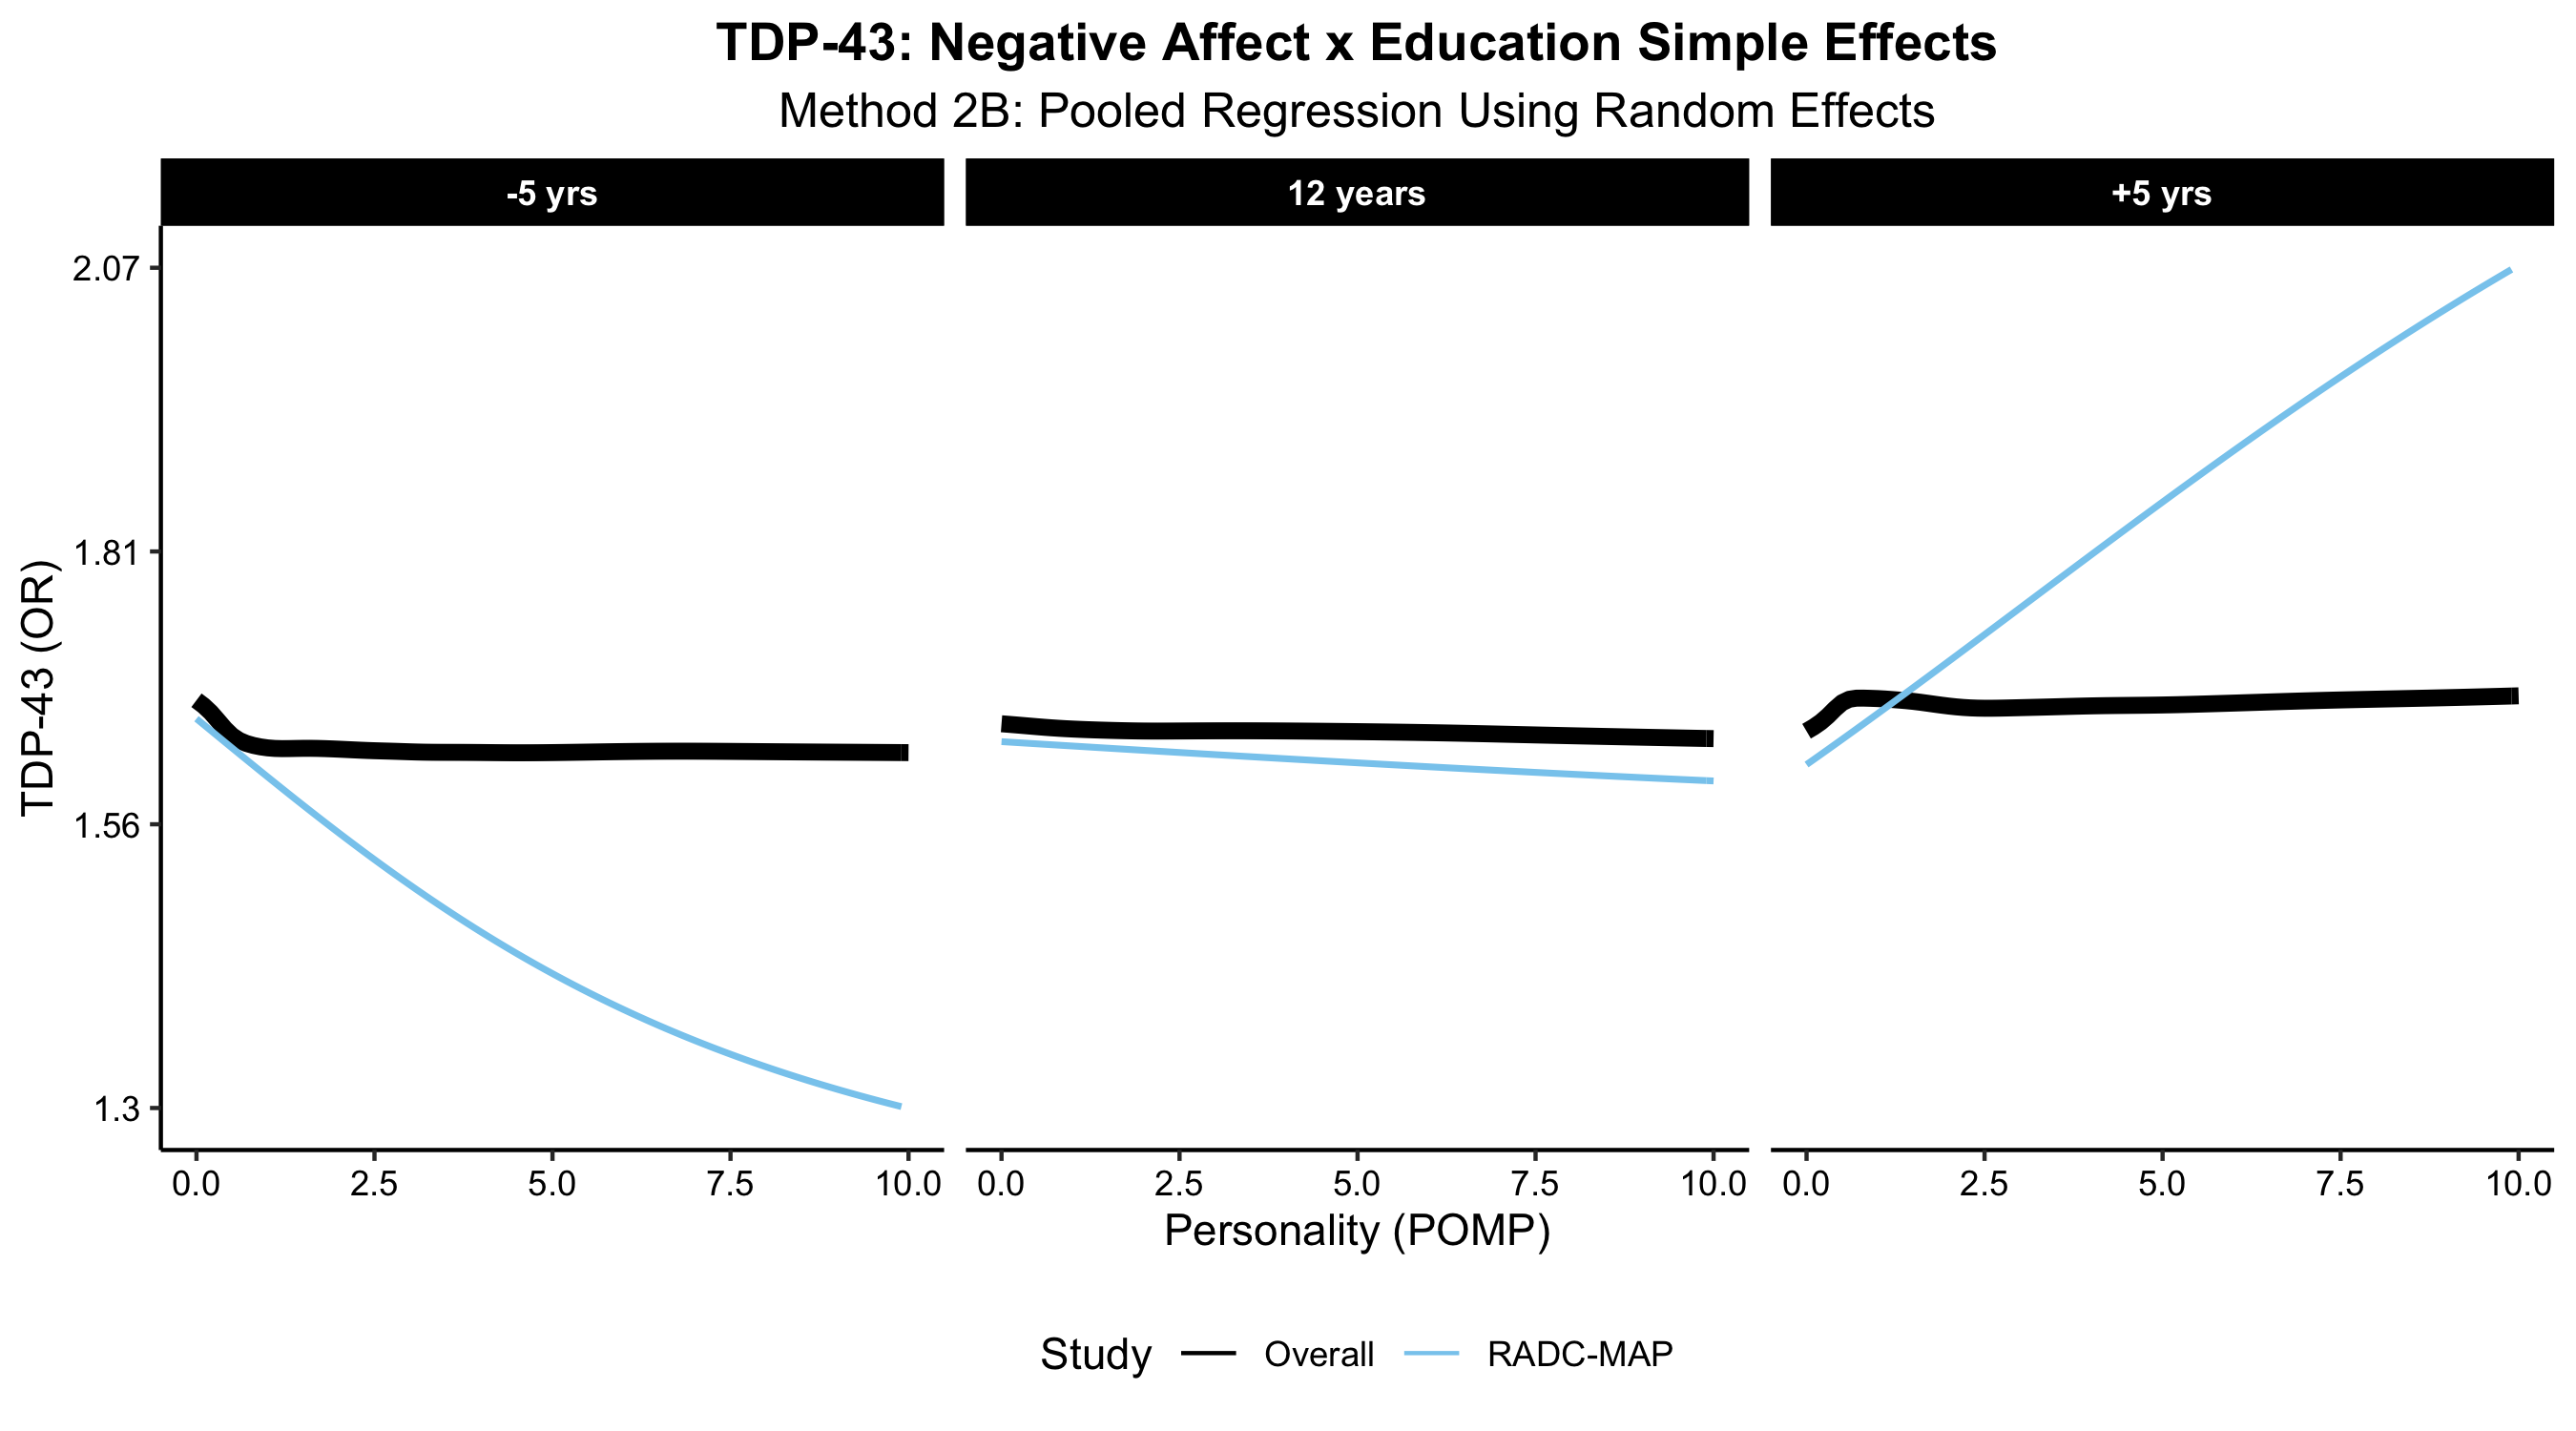 TDP-43: Negative Affect x Education Simple Effects
Method 2B: Pooled Regression Using Random Effects
-5 yrs 12 years +5 yrs
TDP-43 (OR)
2.07
1.81
1.56
1.3
0.0 2.5 5.0 7.5 10.0 0.0 2.5 5.0 7.5 10.0 0.0 2.5 5.0 7.5 10.0
Personality (POMP)
Study Overall RADC-MAP